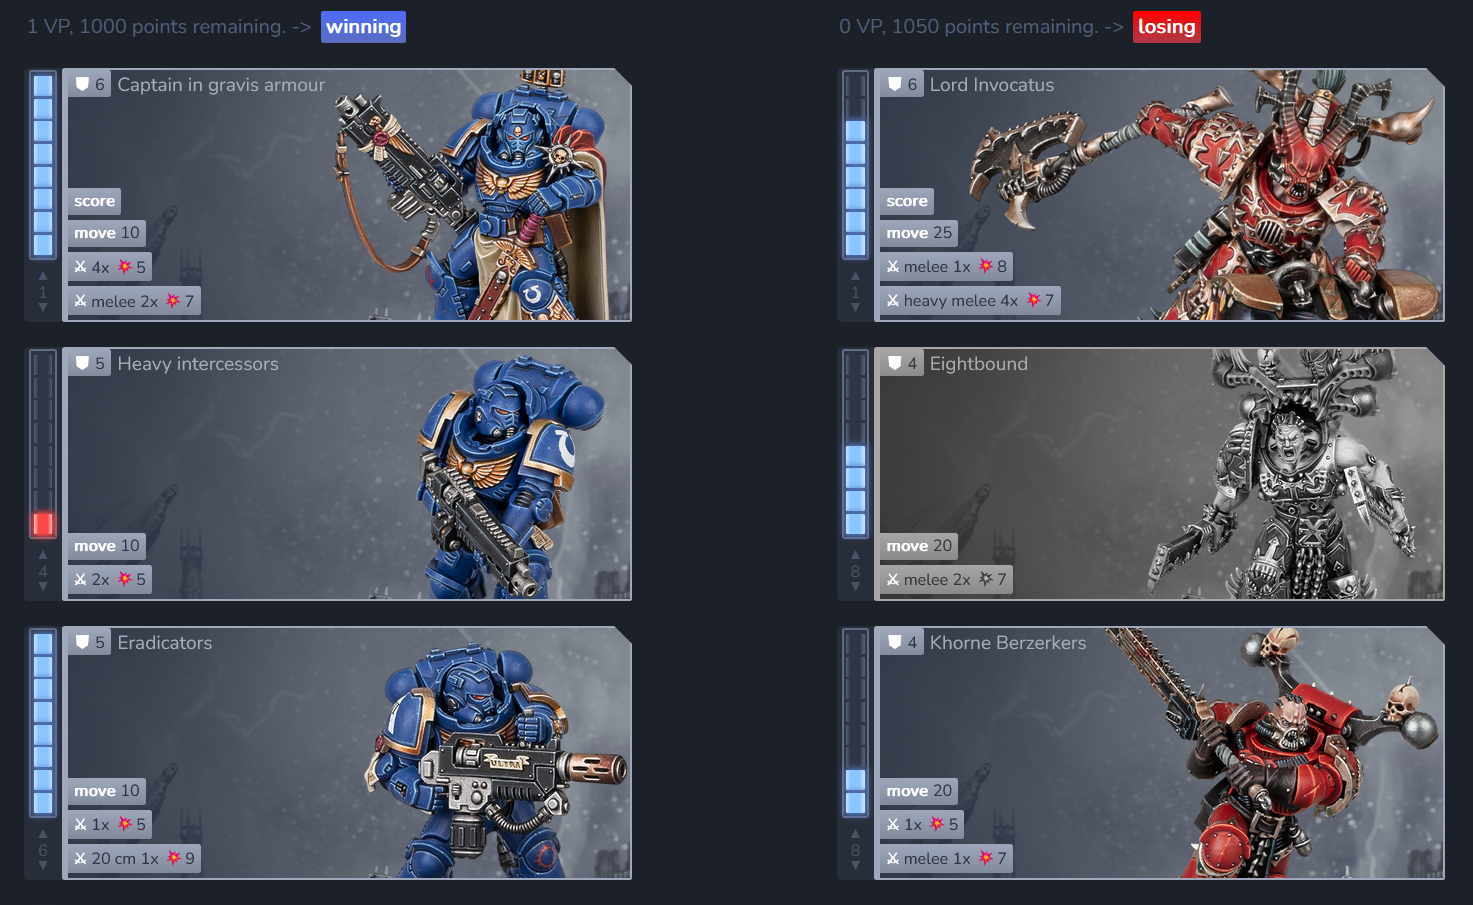 1 VP, 1000 points remaining. -> winning
6 Captain in gravis armour
score
move 10
4x 5
melee 2x 7
1
5 Heavy intercessors
move 10
2x 5
4
5 Eradicators
ULTRA
move 10
1x 5
20 cm 1x 9
6
0 VP, 1050 points remaining. -> losing
6 Lord Invocatus
score
move 25
melee 1x 8
heavy melee 4x 7
1
4 Eightbound
move 20
melee 2x 7
8
4 Khorne Berzerkers
move 20
1x 5
melee 1x 7
8